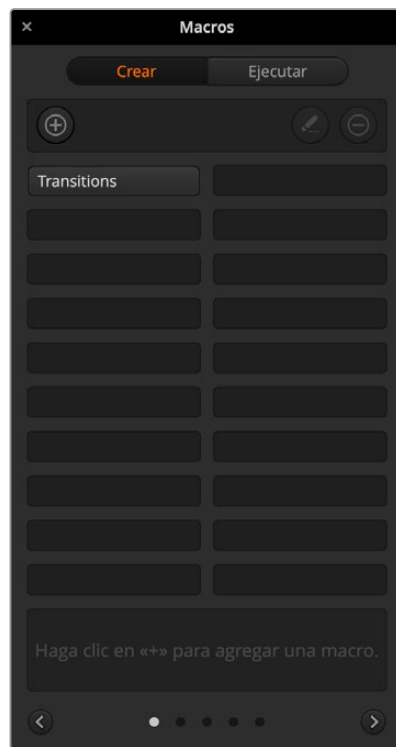 Macros
Crear
Ejecutar
Transitions
Haga clic en «+» para agregar una macro.